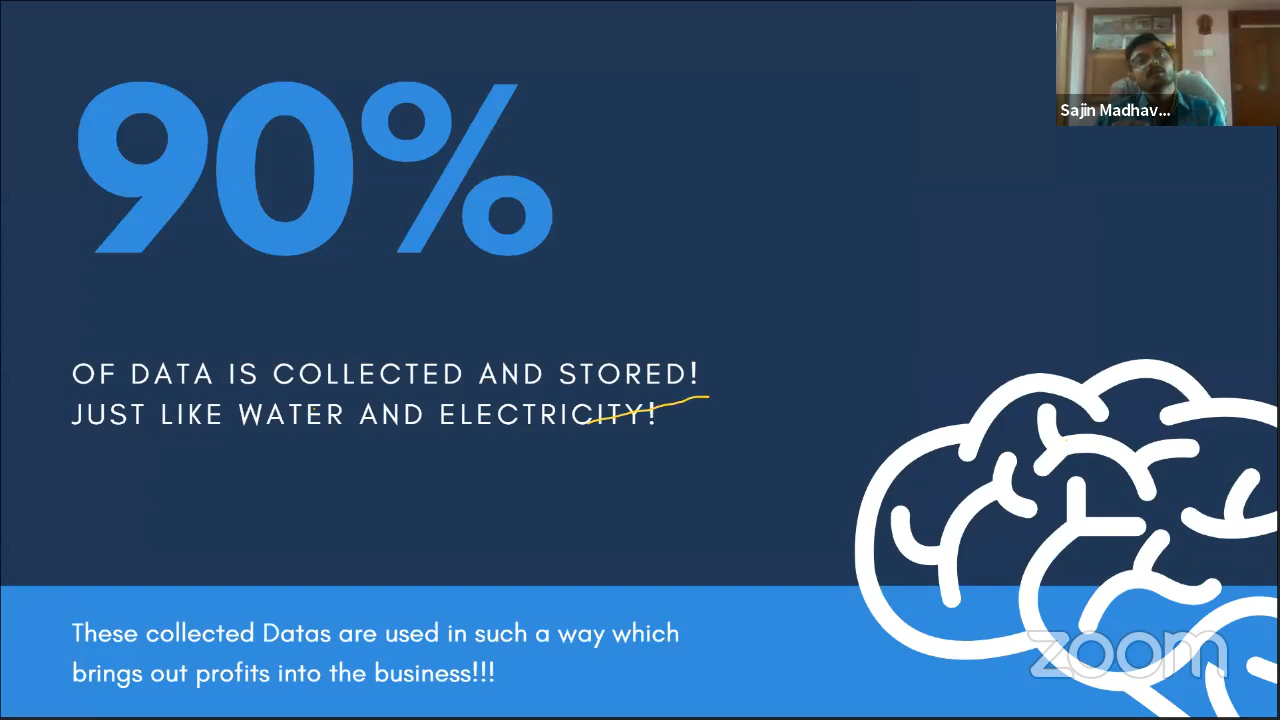 90%
Sajin Madhav...
OF DATA IS COLLECTED AND STORED!
JUST LIKE WATER AND ELECTRICITY!
These collected Datas are used in such a way which
brings out profits into the business!!!
zoom